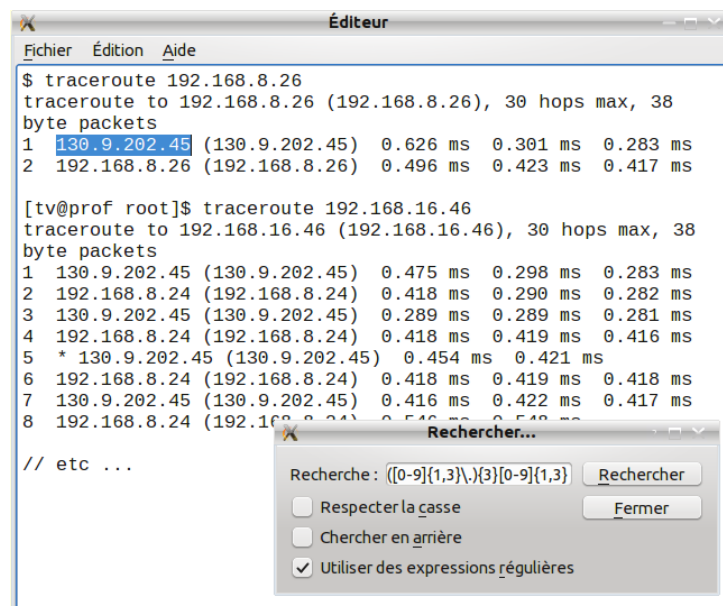 Éditeur
Fichier Édition Aide
$ traceroute 192.168.8.26
traceroute to 192.168.8.26 (192.168.8.26), 30 hops max, 38
byte packets
1 130.9.202.45 (130.9.202.45) 0.626 ms 0.301 ms 0.283 ms
2 192.168.8.26 (192.168.8.26) 0.496 ms 0.423 ms 0.417 ms
[tv@prof root]$ traceroute 192.168.16.46
traceroute to 192.168.16.46 (192.168.16.46), 30 hops max, 38
byte packets
1 130.9.202.45 (130.9.202.45) 0.475 ms 0.298 ms 0.283 ms
2 192.168.8.24 (192.168.8.24) 0.418 ms 0.290 ms 0.282 ms
3 130.9.202.45 (130.9.202.45) 0.289 ms 0.289 ms 0.281 ms
4 192.168.8.24 (192.168.8.24) 0.418 ms 0.419 ms 0.416 ms
5 * 130.9.202.45 (130.9.202.45) 0.454 ms 0.421 ms
6 192.168.8.24 (192.168.8.24) 0.418 ms 0.419 ms 0.418 ms
7 130.9.202.45 (130.9.202.45) 0.416 ms 0.422 ms 0.417 ms
8 192.168.8.24 (192.168.8.24) 0.546 ms 0.548 ms
// etc ...
Rechercher...
Recherche : ([0-9]{1,3}\.){3}[0-9]{1,3} Rechercher
Respecter la casse Fermer
Chercher en arrière
Utiliser des expressions régulières